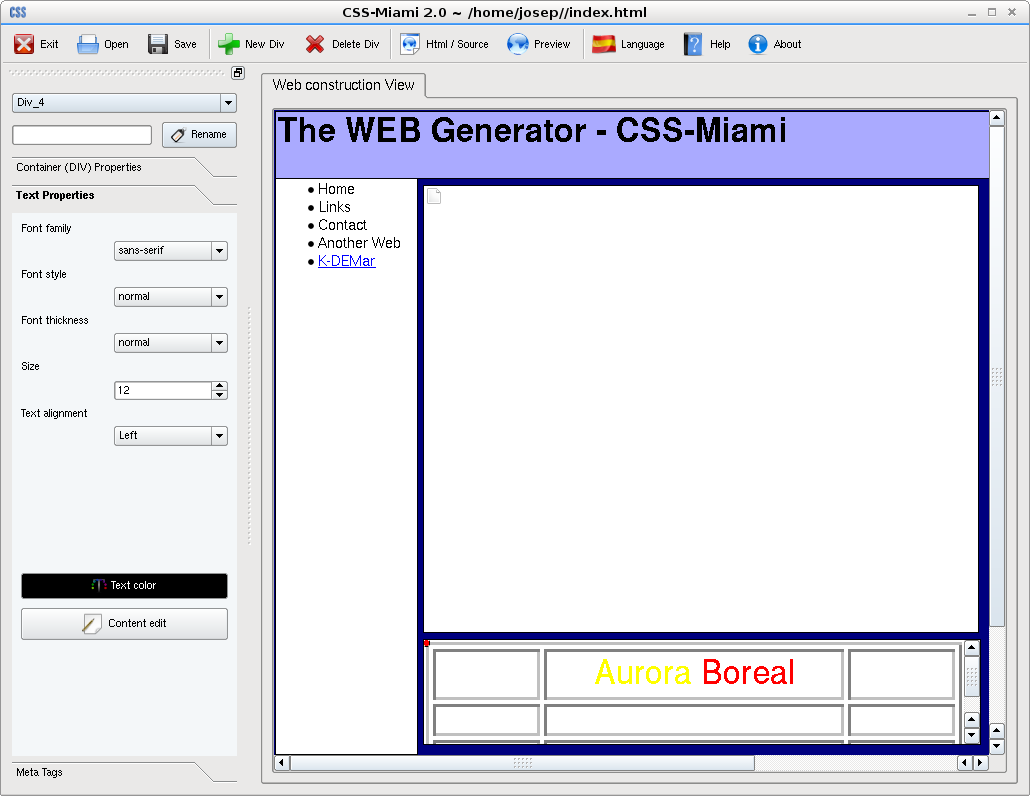 CSS CSS-Miami 2.0 ~ /home/josep//index.html
Exit Open Save New Div Delete Div Html / Source Preview Language Help About
Div_4
Rename
Container (DIV) Properties
Text Properties
Font family
sans-serif
Font style
normal
Font thickness
normal
Size
12
Text alignment
Left
Text color
Content edit
Meta Tags
Web construction View
The WEB Generator - CSS-Miami
Home
Links
Contact
Another Web
K-DEMar
Aurora Boreal